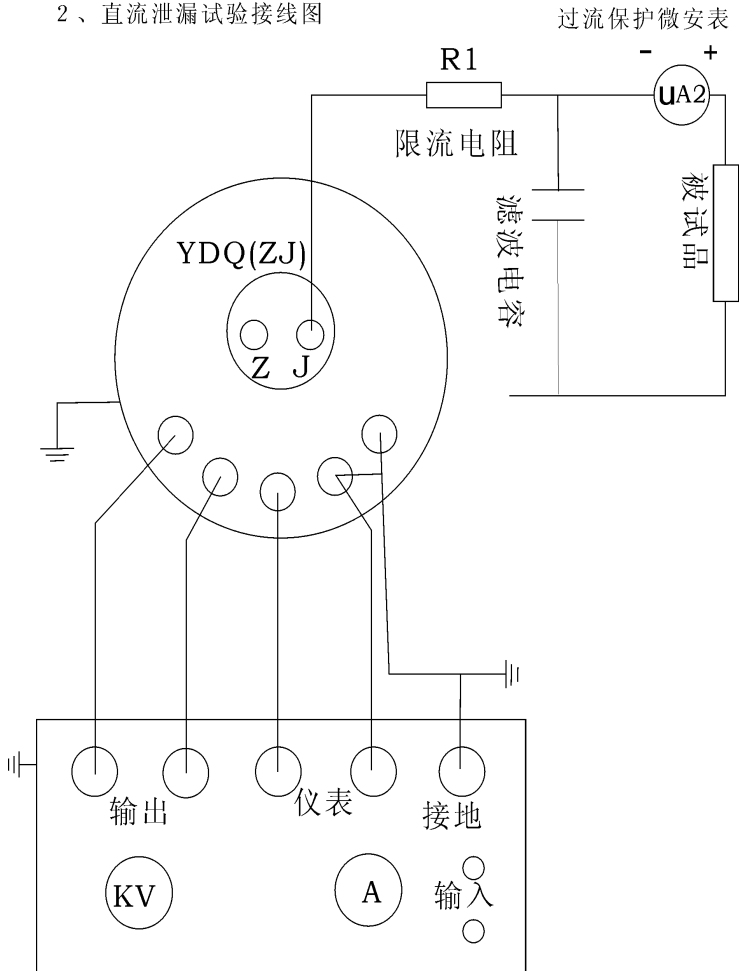 2、直流泄漏试验接线图
过流保护微安表
- +
R1
uA2
限流电阻
滤波电容
被试品
YDQ(ZJ)
Z J
输出 仪表 接地
KV A 输入